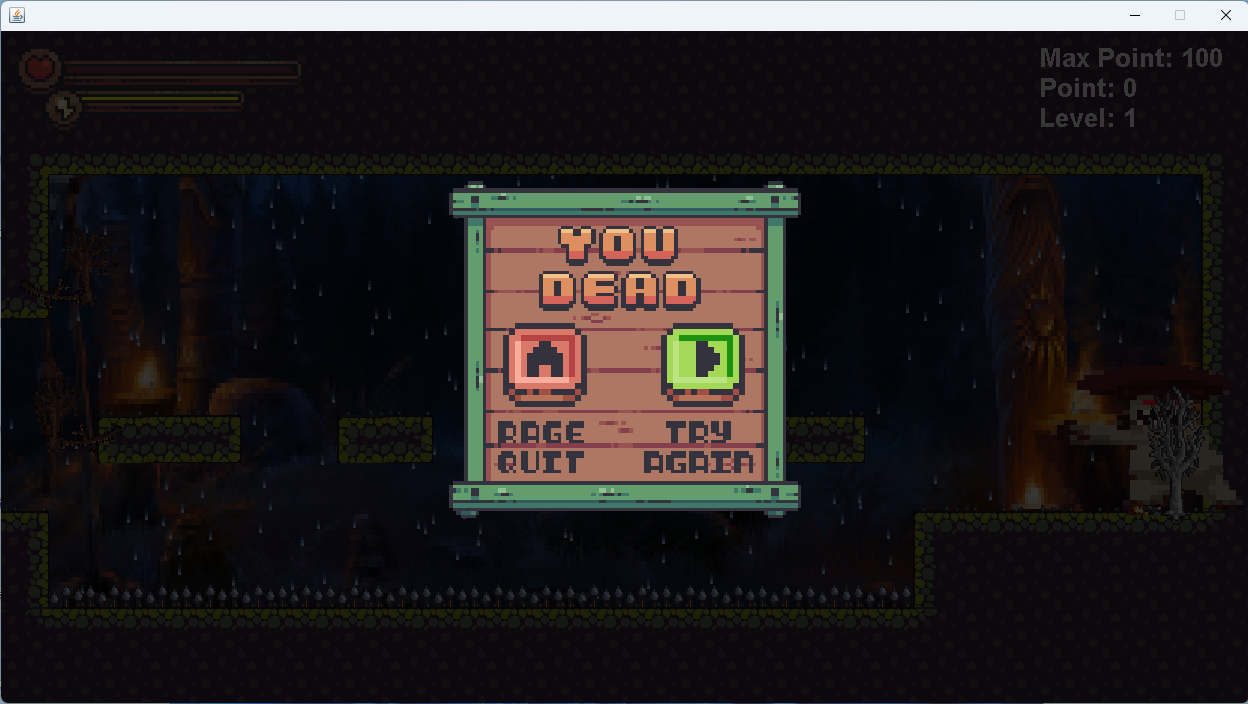 Max Point: 100
Point: 0
Level: 1
YOU
DEAD
RAGE
QUIT
TRY
AGAIN